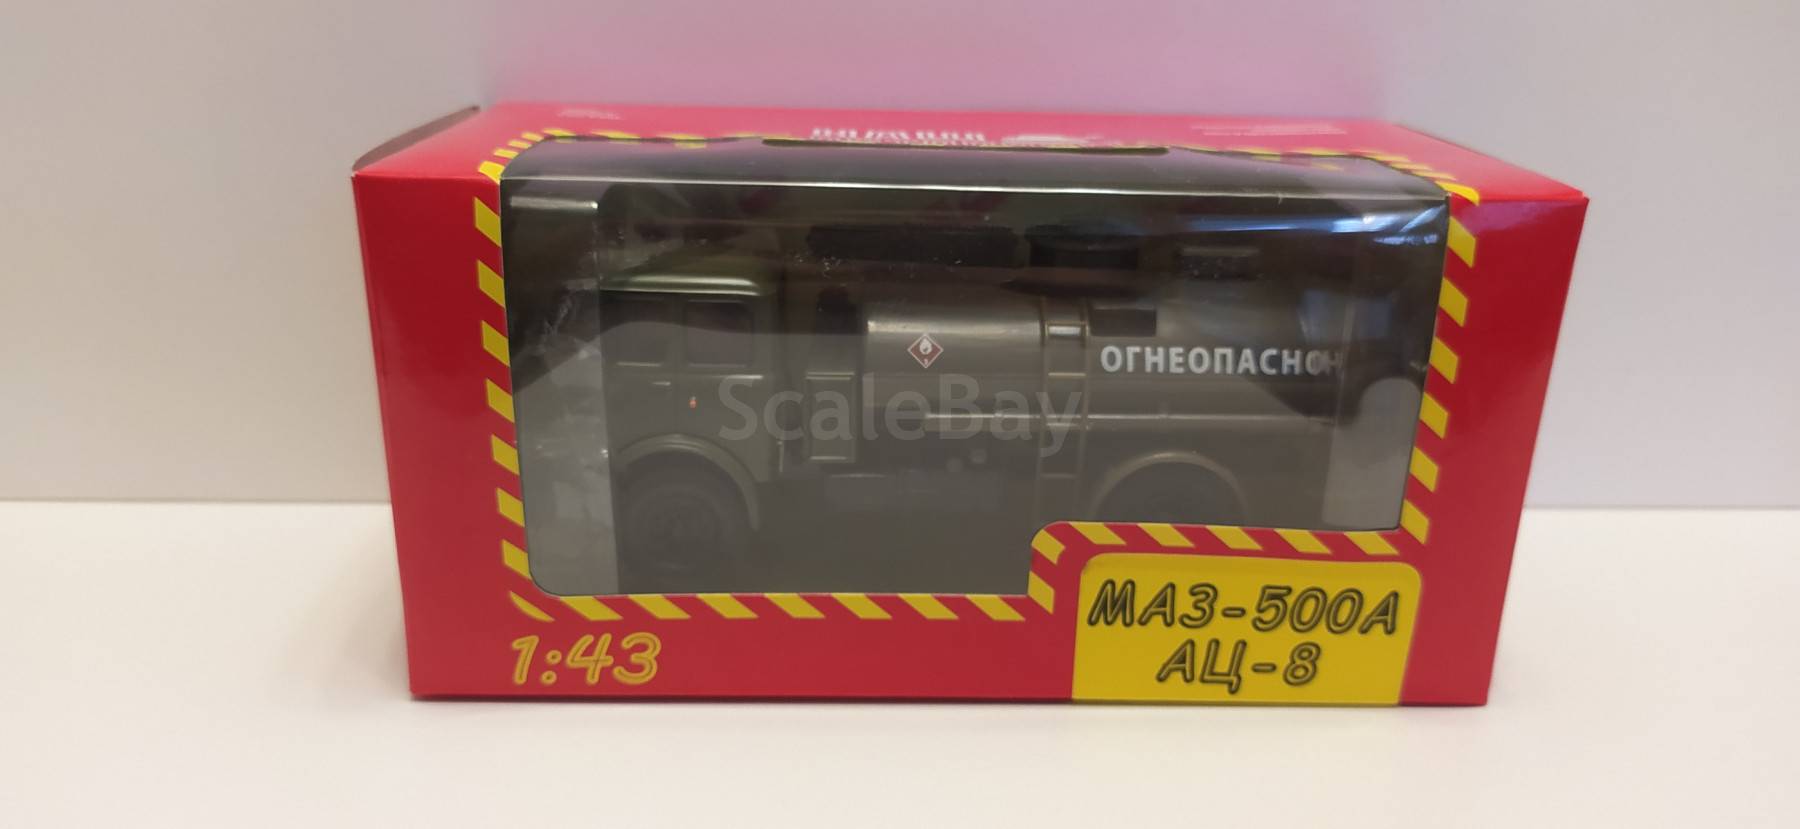 ОГНЕОПАСНО
ScaleBay
1:43
МАЗ-500А
АЦ-8